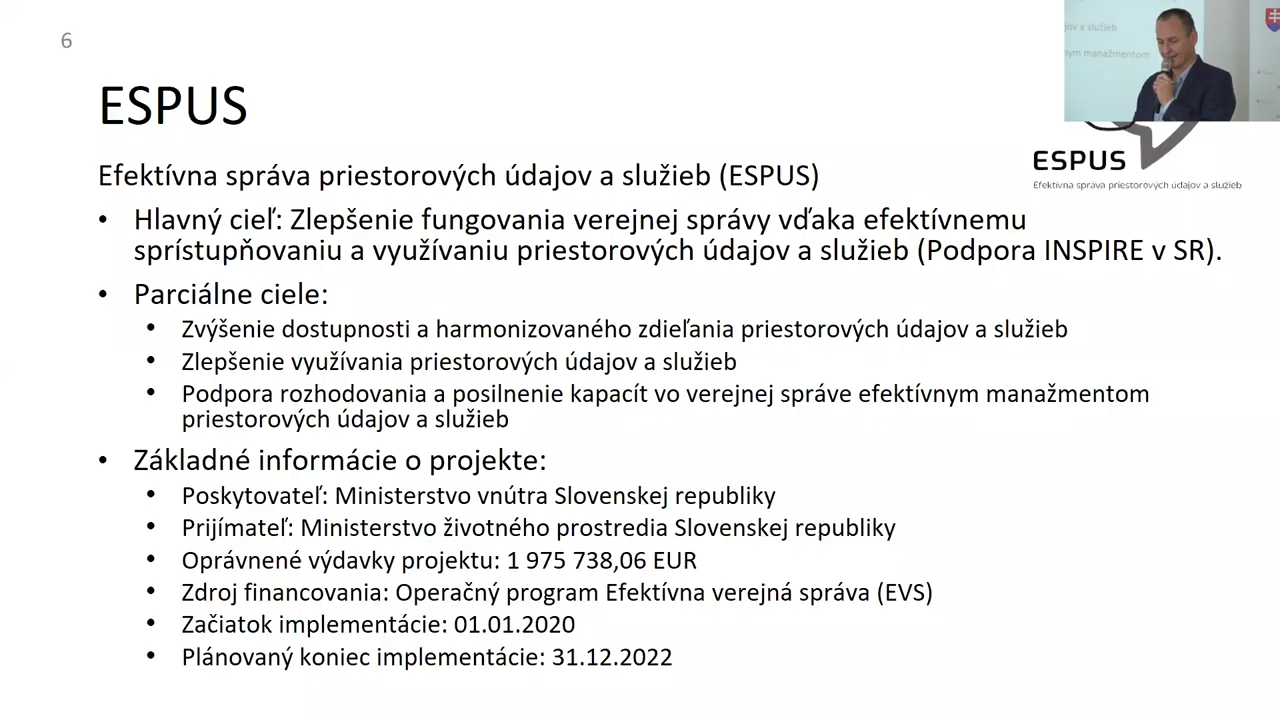 6
jov a služieb
nym manažmentom
ESPUS
ESPUS
Efektívna správa priestorových údajov a služieb
Efektívna správa priestorových údajov a služieb (ESPUS)
• Hlavný cieľ: Zlepšenie fungovania verejnej správy vďaka efektívnemu
sprístupňovaniu a využívaniu priestorových údajov a služieb (Podpora INSPIRE v SR).
• Parciálne ciele:
• Zvýšenie dostupnosti a harmonizovaného zdieľania priestorových údajov a služieb
• Zlepšenie využívania priestorových údajov a služieb
• Podpora rozhodovania a posilnenie kapacít vo verejnej správe efektívnym manažmentom
priestorových údajov a služieb
• Základné informácie o projekte:
• Poskytovateľ: Ministerstvo vnútra Slovenskej republiky
• Prijímateľ: Ministerstvo životného prostredia Slovenskej republiky
• Oprávnené výdavky projektu: 1 975 738,06 EUR
• Zdroj financovania: Operačný program Efektívna verejná správa (EVS)
• Začiatok implementácie: 01.01.2020
• Plánovaný koniec implementácie: 31.12.2022